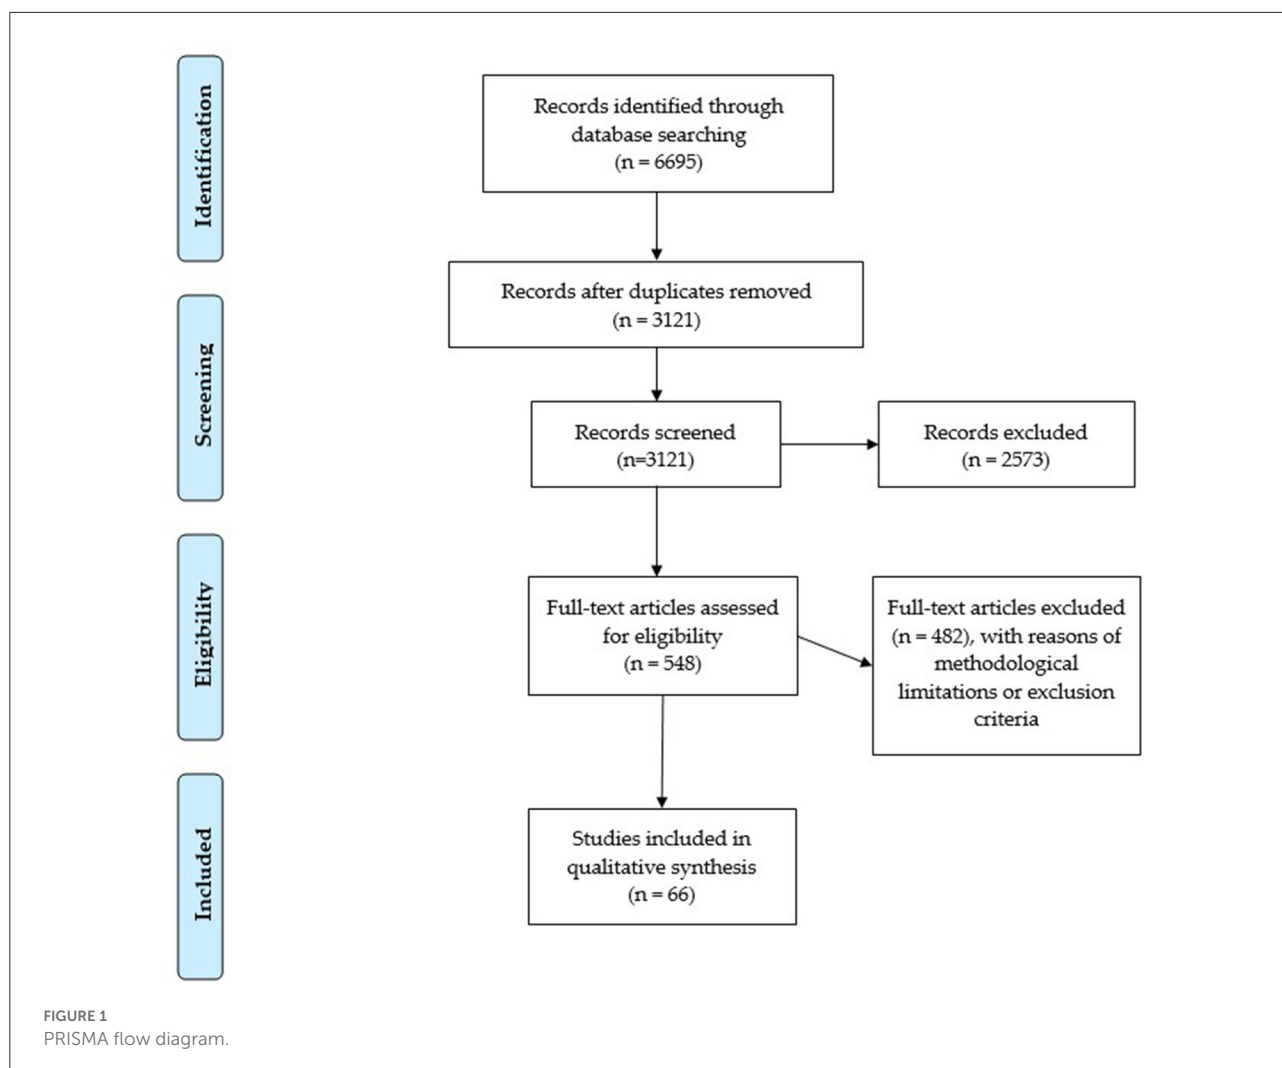 Identification
Records identified through
database searching
(n = 6695)
Records after duplicates removed
(n = 3121)
Screening
Records screened
(n=3121)
Records excluded
(n = 2573)
Eligibility
Full-text articles assessed
for eligibility
(n = 548)
Full-text articles excluded
(n = 482), with reasons of
methodological
limitations or exclusion
criteria
Included
Studies included in
qualitative synthesis
(n = 66)
FIGURE 1
PRISMA flow diagram.